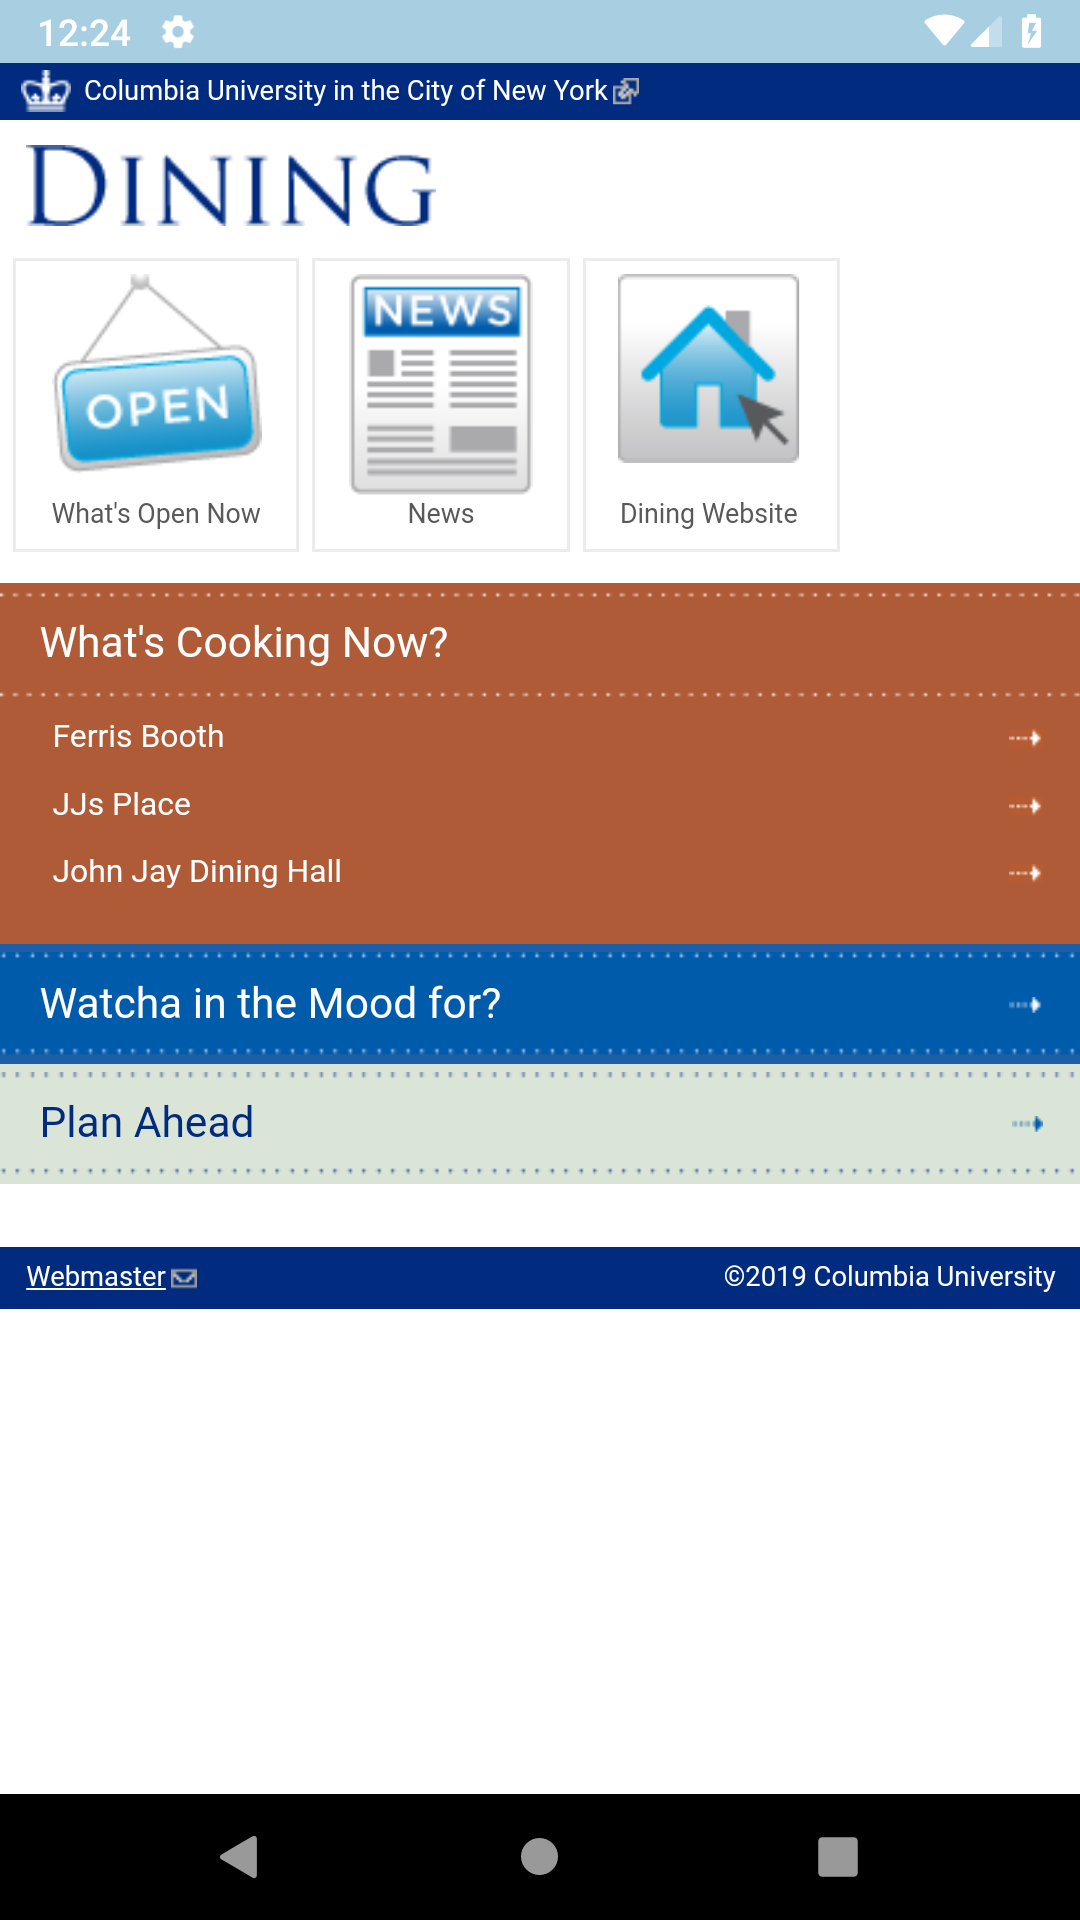 12:24
Columbia University in the City of New York
DINING
OPEN
NEWS
What's Open Now
News
Dining Website
What's Cooking Now?
Ferris Booth
JJs Place
John Jay Dining Hall
Watcha in the Mood for?
Plan Ahead
Webmaster
©2019 Columbia University